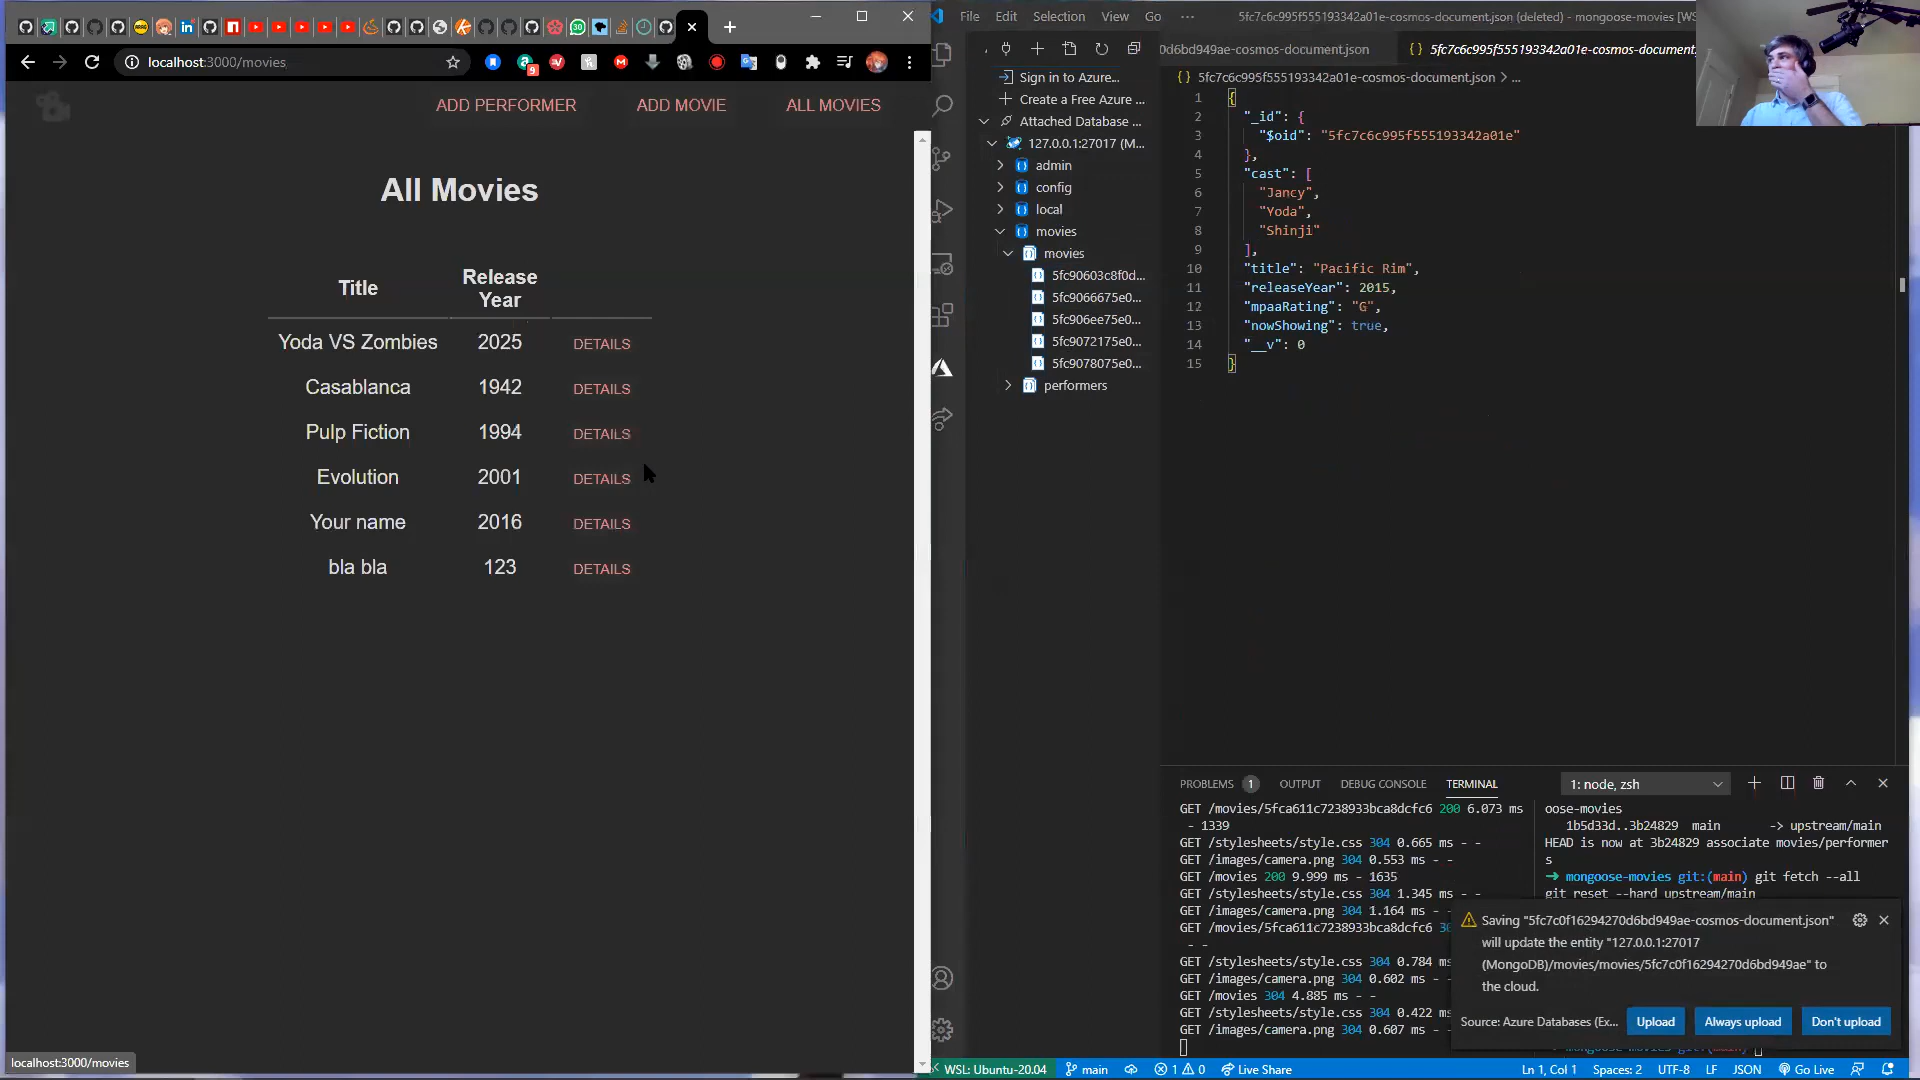 localhost:3000/movies
ADD PERFORMER
ADD MOVIE
ALL MOVIES
All Movies
Title
Release Year
Yoda VS Zombies 2025 DETAILS
Casablanca 1942 DETAILS
Pulp Fiction 1994 DETAILS
Evolution 2001 DETAILS
Your name 2016 DETAILS
bla bla 123 DETAILS
localhost:3000/movies
File Edit Selection View Go ···
5fc7c6c995f555193342a01e-cosmos-document.json (deleted) - mongoose-movies [WS
0d6bd949ae-cosmos-document.json
{} 5fc7c6c995f555193342a01e-cosmos-document.
{} 5fc7c6c995f555193342a01e-cosmos-document.json > ...
Sign in to Azure...
Create a Free Azure ...
Attached Database ...
127.0.0.1:27017 (M...
admin
config
local
movies
movies
5fc90603c8f0d...
5fc9066675e0...
5fc906ee75e0...
5fc9072175e0...
5fc9078075e0...
performers
1 {
2 "_id": {
3 "$oid": "5fc7c6c995f555193342a01e"
4 },
5 "cast": [
6 "Jancy",
7 "Yoda",
8 "Shinji"
9 ],
10 "title": "Pacific Rim",
11 "releaseYear": 2015,
12 "mpaaRating": "G",
13 "nowShowing": true,
14 "__v": 0
15 }
PROBLEMS 1 OUTPUT DEBUG CONSOLE TERMINAL
1: node, zsh
GET /movies/5fca611c7238933bca8dcfc6 200 6.073 ms
- 1339
GET /stylesheets/style.css 304 0.665 ms - -
GET /images/camera.png 304 0.553 ms - -
GET /movies 200 9.999 ms - 1635
GET /stylesheets/style.css 304 1.345 ms - -
GET /images/camera.png 304 1.164 ms - -
GET /movies/5fca611c7238933bca8dcfc6 30
- -
GET /stylesheets/style.css 304 0.784 ms
GET /images/camera.png 304 0.602 ms - -
GET /movies 304 4.885 ms - -
GET /stylesheets/style.css 304 0.422 ms
GET /images/camera.png 304 0.607 ms - -
oose-movies
1b5d33d..3b24829 main -> upstream/main
HEAD is now at 3b24829 associate movies/performer
s
→ mongoose-movies git:(main) git fetch --all
git reset --hard upstream/main
Saving "5fc7c0f16294270d6bd949ae-cosmos-document.json"
will update the entity "127.0.0.1:27017
(MongoDB)/movies/movies/5fc7c0f16294270d6bd949ae" to
the cloud.
Source: Azure Databases (Ex...
Upload
Always upload
Don't upload
WSL: Ubuntu-20.04
main
1 0
Live Share
Ln 1, Col 1
Spaces: 2
UTF-8
LF
JSON
Go Live